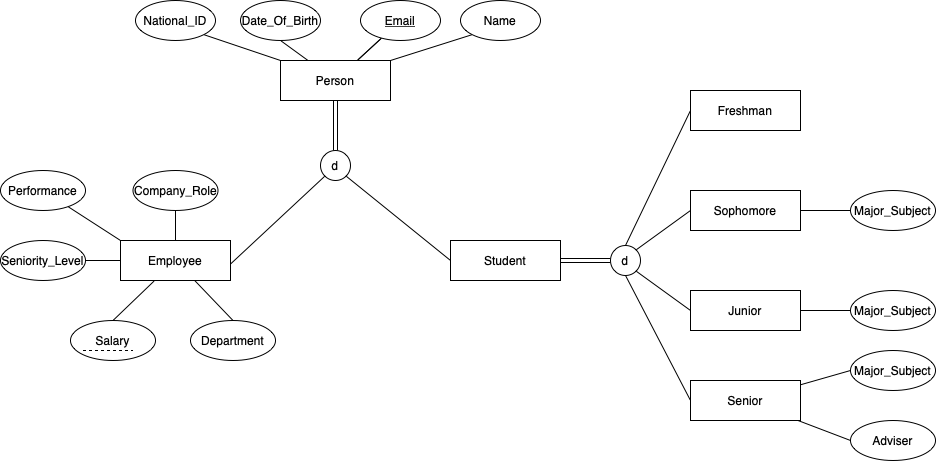 National_ID
Date_Of_Birth
Email
Name
Person
d
Freshman
Performance
Company_Role
Sophomore
Major_Subject
Seniority_Level
Employee
Student
d
Junior
Major_Subject
Salary
Department
Senior
Major_Subject
Adviser